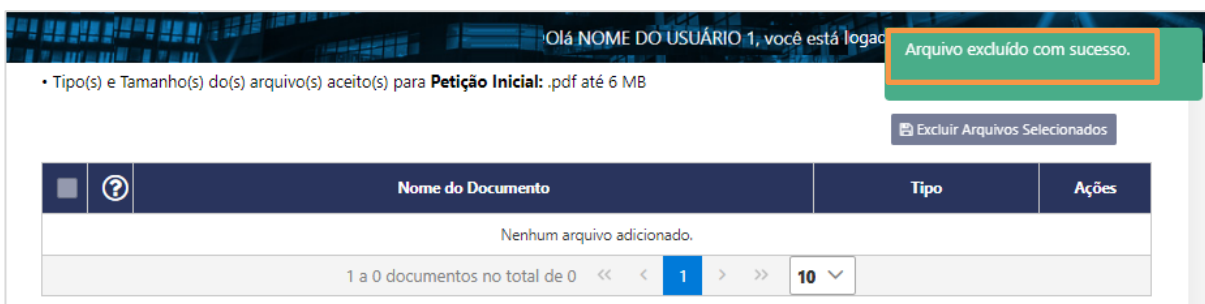 Olá NOME DO USUÁRIO 1, você está logad
Arquivo excluído com sucesso.
• Tipo(s) e Tamanho(s) do(s) arquivo(s) aceito(s) para Petição Inicial: .pdf até 6 MB
Excluir Arquivos Selecionados
Nome do Documento Tipo Ações
Nenhum arquivo adicionado.
1 a 0 documentos no total de 0 « < 1 > » 10